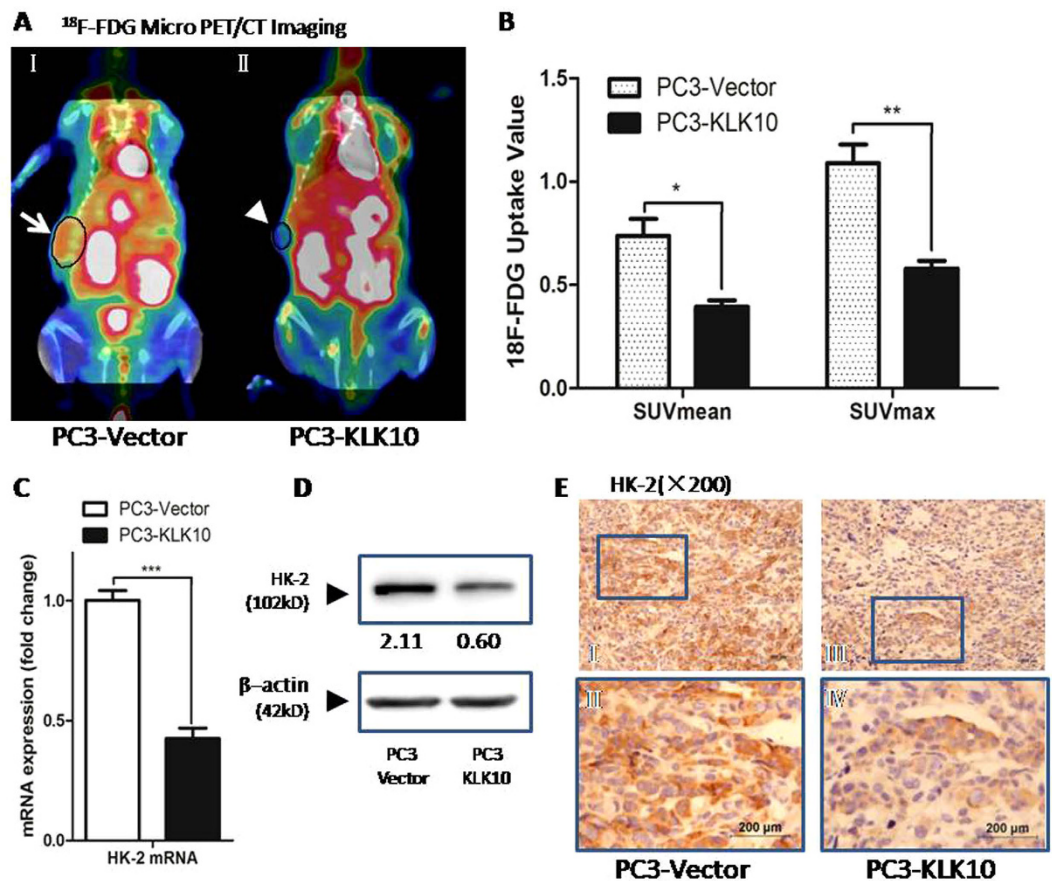 A
¹⁸F-FDG Micro PET/CT Imaging
I
II
PC3-Vector
PC3-KLK10
B
18F-FDG Uptake Value
1.5
1.0
0.5
0.0
PC3-Vector
PC3-KLK10
*
**
SUVmean
SUVmax
C
PC3-Vector
PC3-KLK10
mRNA expression (fold change)
1.0
0.5
0.0
***
HK-2 mRNA
D
HK-2
(102kD)
2.11
0.60
β–actin
(42kD)
PC3
Vector
PC3
KLK10
E
HK-2(×200)
I
III
II
IV
200 μm
200 μm
PC3-Vector
PC3-KLK10